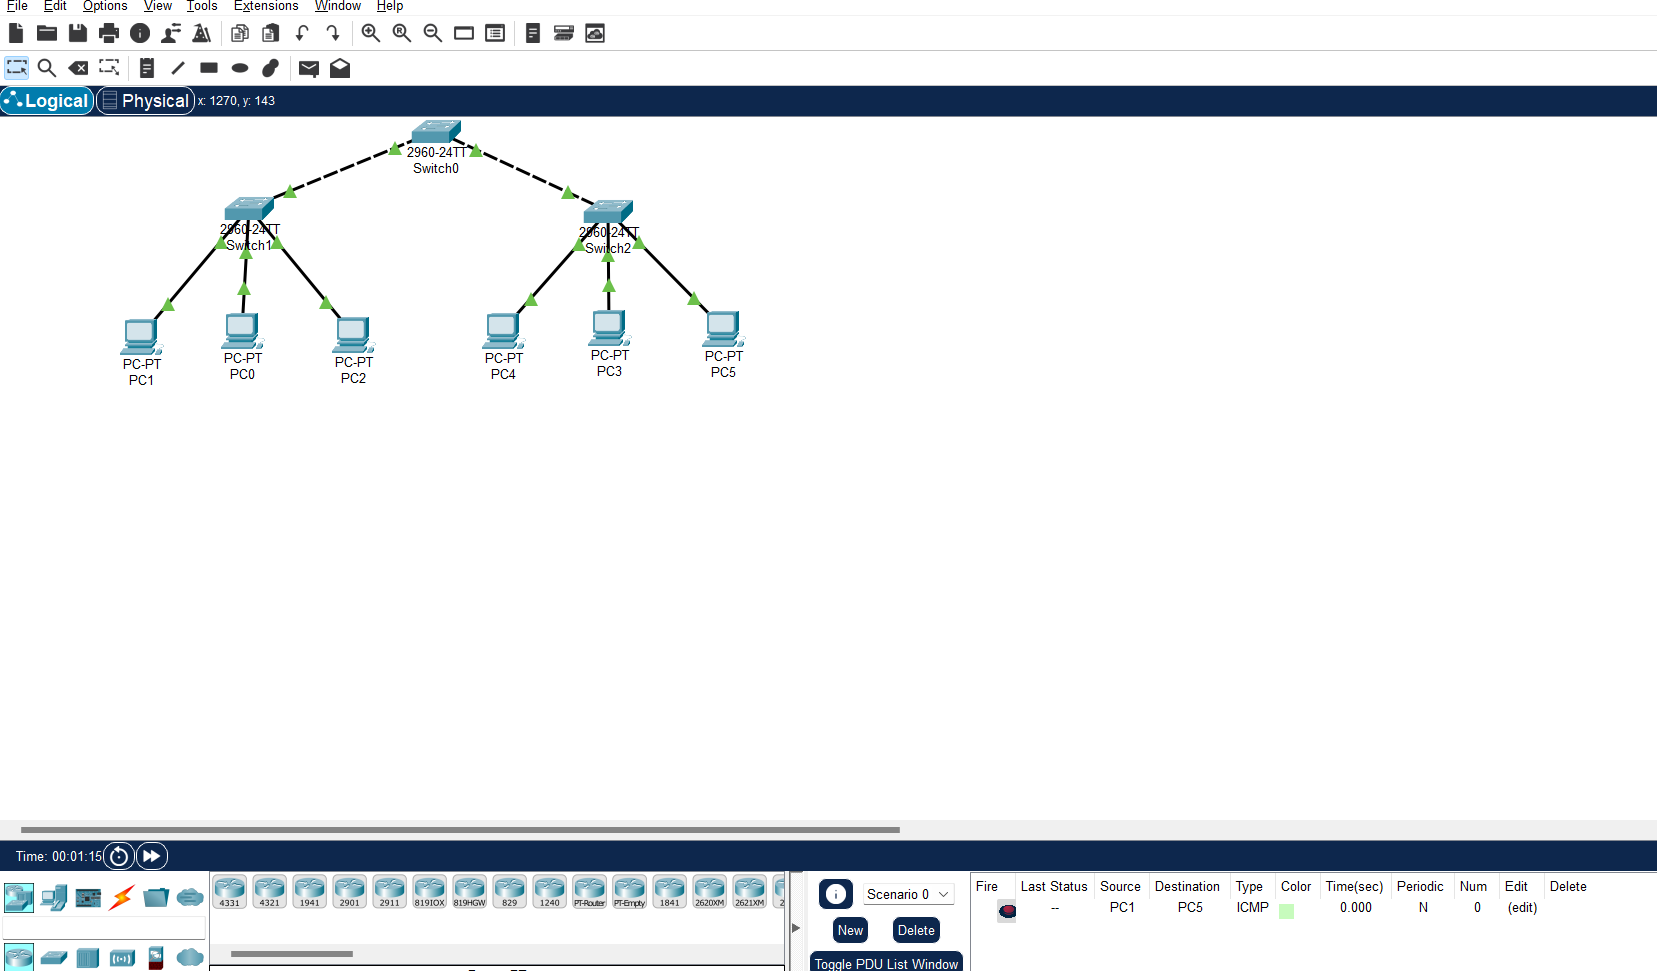 File Edit Options View Tools Extensions Window Help
Logical Physical x: 1270, y: 143
2960-24TT
Switch0
2960-24TT
Switch1
2960-24TT
Switch2
PC-PT
PC1
PC-PT
PC0
PC-PT
PC2
PC-PT
PC4
PC-PT
PC3
PC-PT
PC5
Time: 00:01:15
4331 4321 1941 2901 2911 819IOX 819HGW 829 1240 PT-Router PT-Empty 1841 2620XM 2621XM 2
Scenario 0
New Delete
Toggle PDU List Window
Fire Last Status Source Destination Type Color Time(sec) Periodic Num Edit Delete
-- PC1 PC5 ICMP 0.000 N 0 (edit)